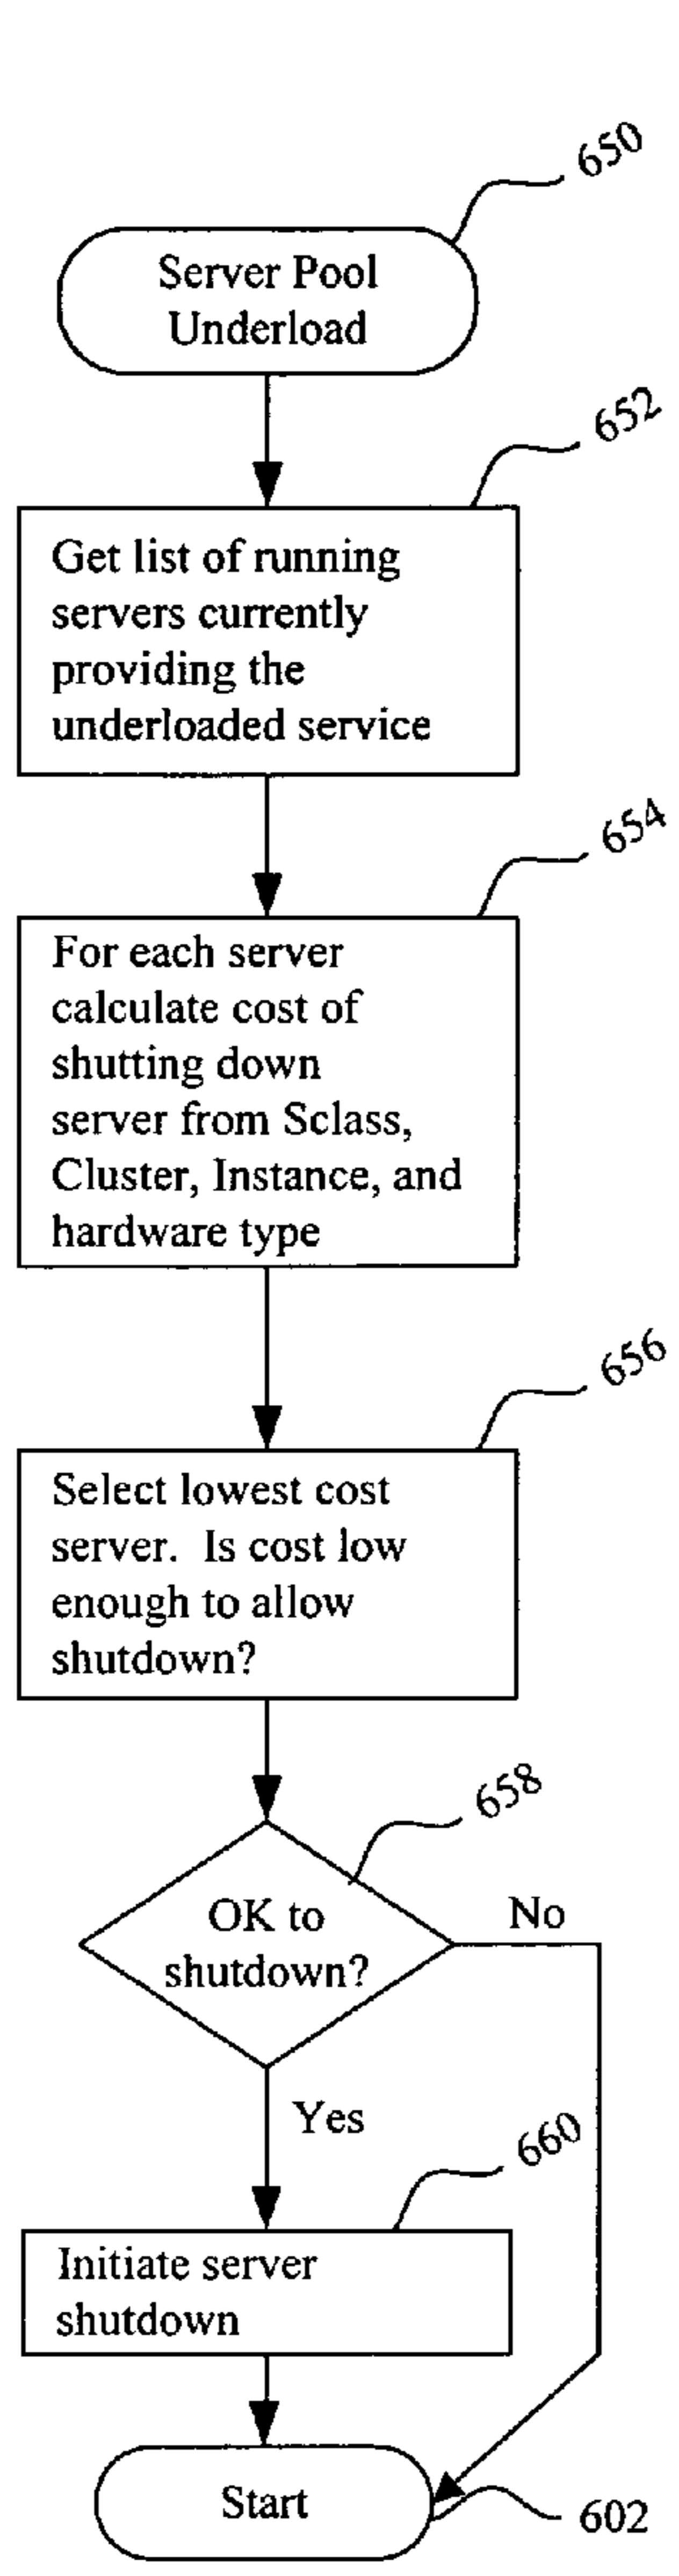 650
Server Pool
Underload
652
Get list of running
servers currently
providing the
underloaded service
654
For each server
calculate cost of
shutting down
server from Sclass,
Cluster, Instance, and
hardware type
656
Select lowest cost
server. Is cost low
enough to allow
shutdown?
658
OK to
shutdown?
No
Yes
660
Initiate server
shutdown
Start
602